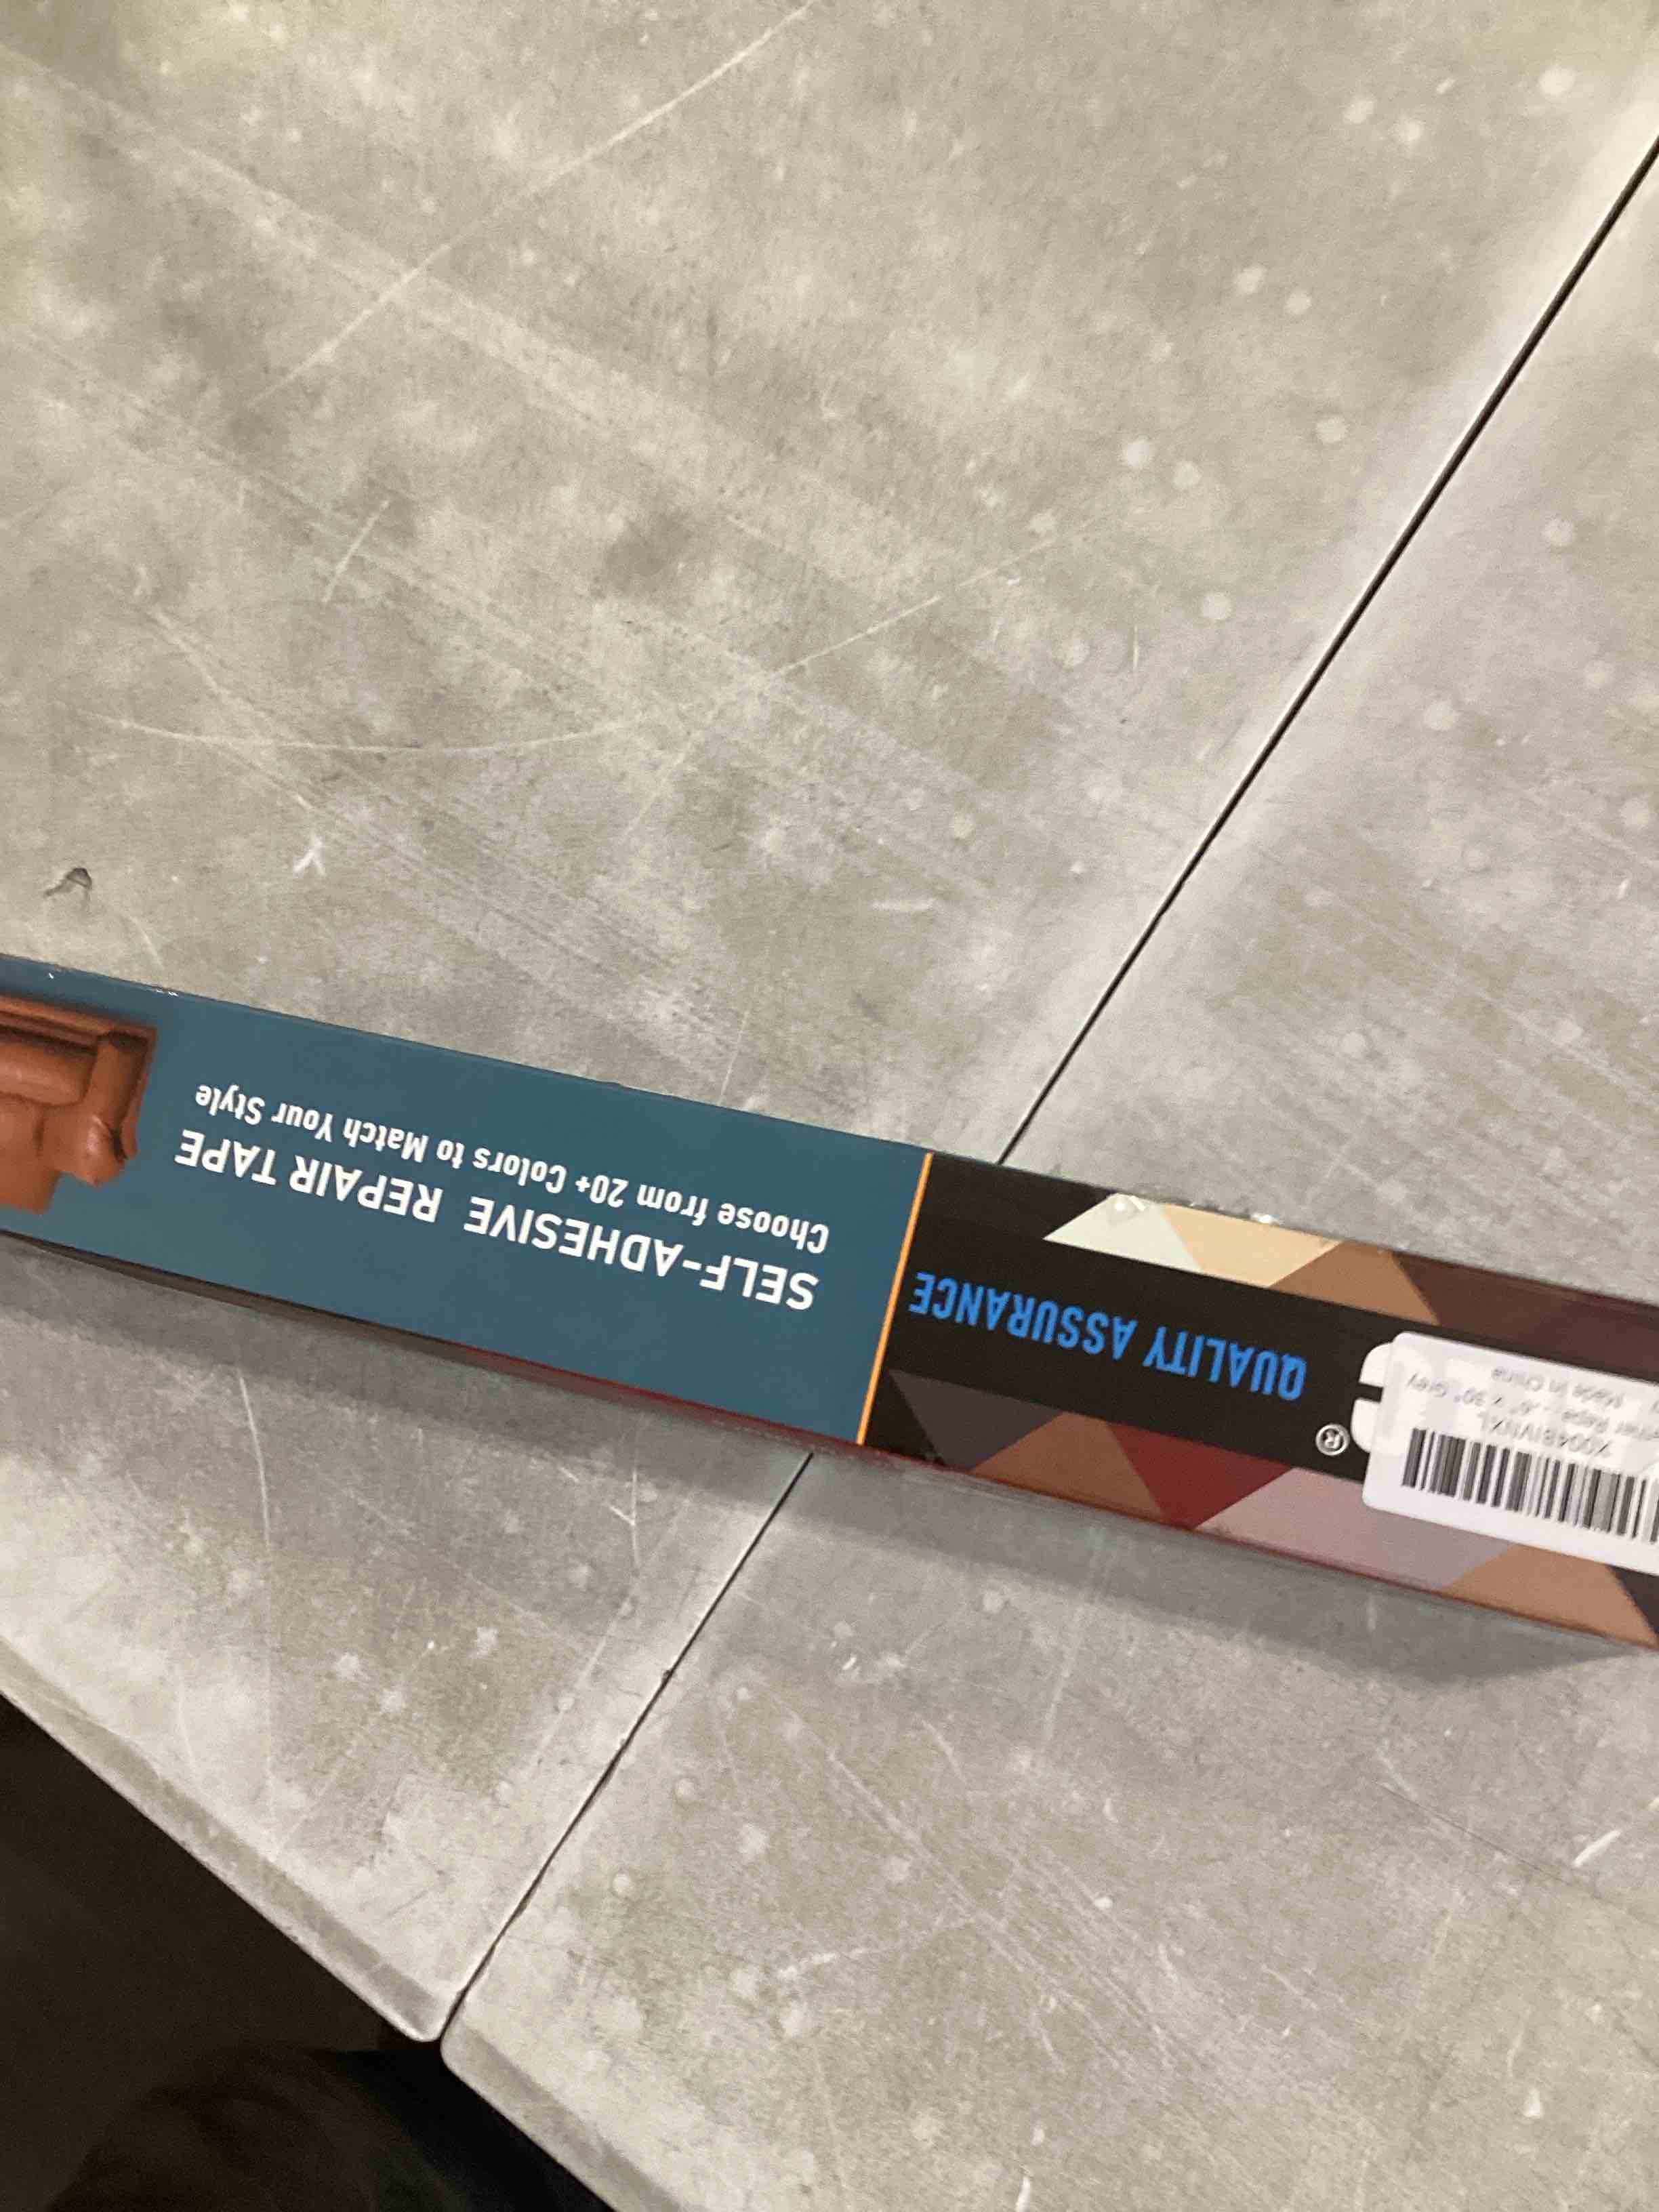 SELF-ADHESIVE REPAIR TAPE
Choose from 20+ Colors to Match Your Style
®
QUALITY ASSURANCE
Made in China